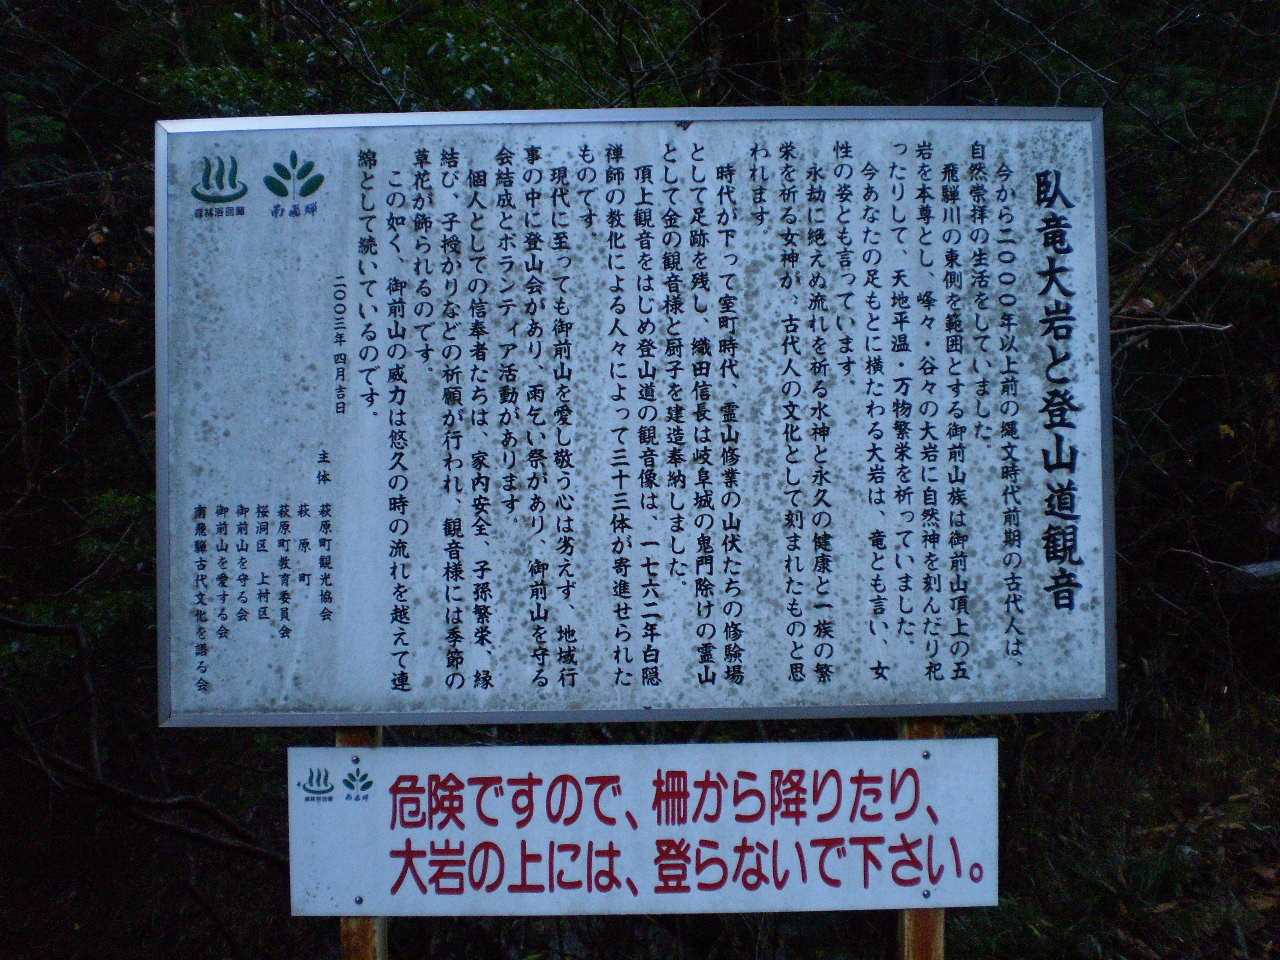 臥竜大岩と登山道観音
今から二〇〇〇年以上前の縄文時代前期の古代人は、
自然崇拝の生活をしていました。
飛騨川の東側を範囲とする御前山族は御前山頂上の五
岩を本尊とし、峰々・谷々の大岩に自然神を刻んだり祀
ったりして、天地平温・万物繁栄を祈っていました。
今あなたの足もとに横たわる大岩は、竜とも言い、女
性の姿とも言っています。
永劫に絶えぬ流れを祈る水神と永久の健康と一族の繁
栄を祈る女神が、古代人の文化として刻まれたものと思
われます。
時代が下って室町時代、霊山修業の山伏たちの修験場
として足跡を残し、織田信長は岐阜城の鬼門除けの霊山
として金の観音様と厨子を建造奉納しました。
頂上観音をはじめ登山道の観音像は、一七六二年白隠
禅師の教化による人々によって三十三体が寄進せられた
ものです。
現代に至っても御前山を愛し敬う心は劣えず、地域行
事の中に登山会があり、雨乞い祭があり、御前山を守る
会結成とボランティア活動があります。
個人としての信奉者たちは、家内安全、子孫繁栄、縁
結び、子授かりなどの祈願が行われ、観音様には季節の
草花が飾られるのです。
この如く、御前山の威力は悠久の時の流れを越えて連
綿として続いているのです。
二〇〇三年 四月吉日
主体 萩原町観光協会
萩原町
萩原町教育委員会
桜洞区 上村区
御前山を守る会
御前山を愛する会
南飛騨古代文化を語る会
南飛騨
森林浴回廊
危険ですので、柵から降りたり、
大岩の上には、登らないで下さい。